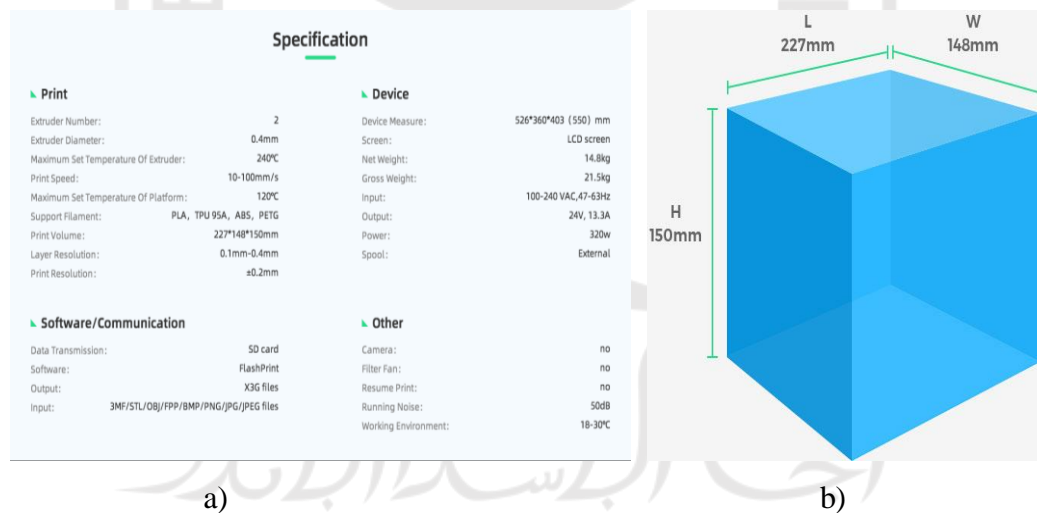 Specification
Print
Extruder Number: 2
Extruder Diameter: 0.4mm
Maximum Set Temperature Of Extruder: 240℃
Print Speed: 10-100mm/s
Maximum Set Temperature Of Platform: 120℃
Support Filament: PLA, TPU 95A, ABS, PETG
Print Volume: 227*148*150mm
Layer Resolution: 0.1mm-0.4mm
Print Resolution: ±0.2mm
Device
Device Measure: 526*360*403 (550) mm
Screen: LCD screen
Net Weight: 14.8kg
Gross Weight: 21.5kg
Input: 100-240 VAC,47-63Hz
Output: 24V, 13.3A
Power: 320w
Spool: External
Software/Communication
Data Transmission: SD card
Software: FlashPrint
Output: X3G files
Input: 3MF/STL/OBJ/FPP/BMP/PNG/JPG/JPEG files
Other
Camera: no
Filter Fan: no
Resume Print: no
Running Noise: 50dB
Working Environment: 18-30℃
L
227mm
W
148mm
H
150mm
a)
b)